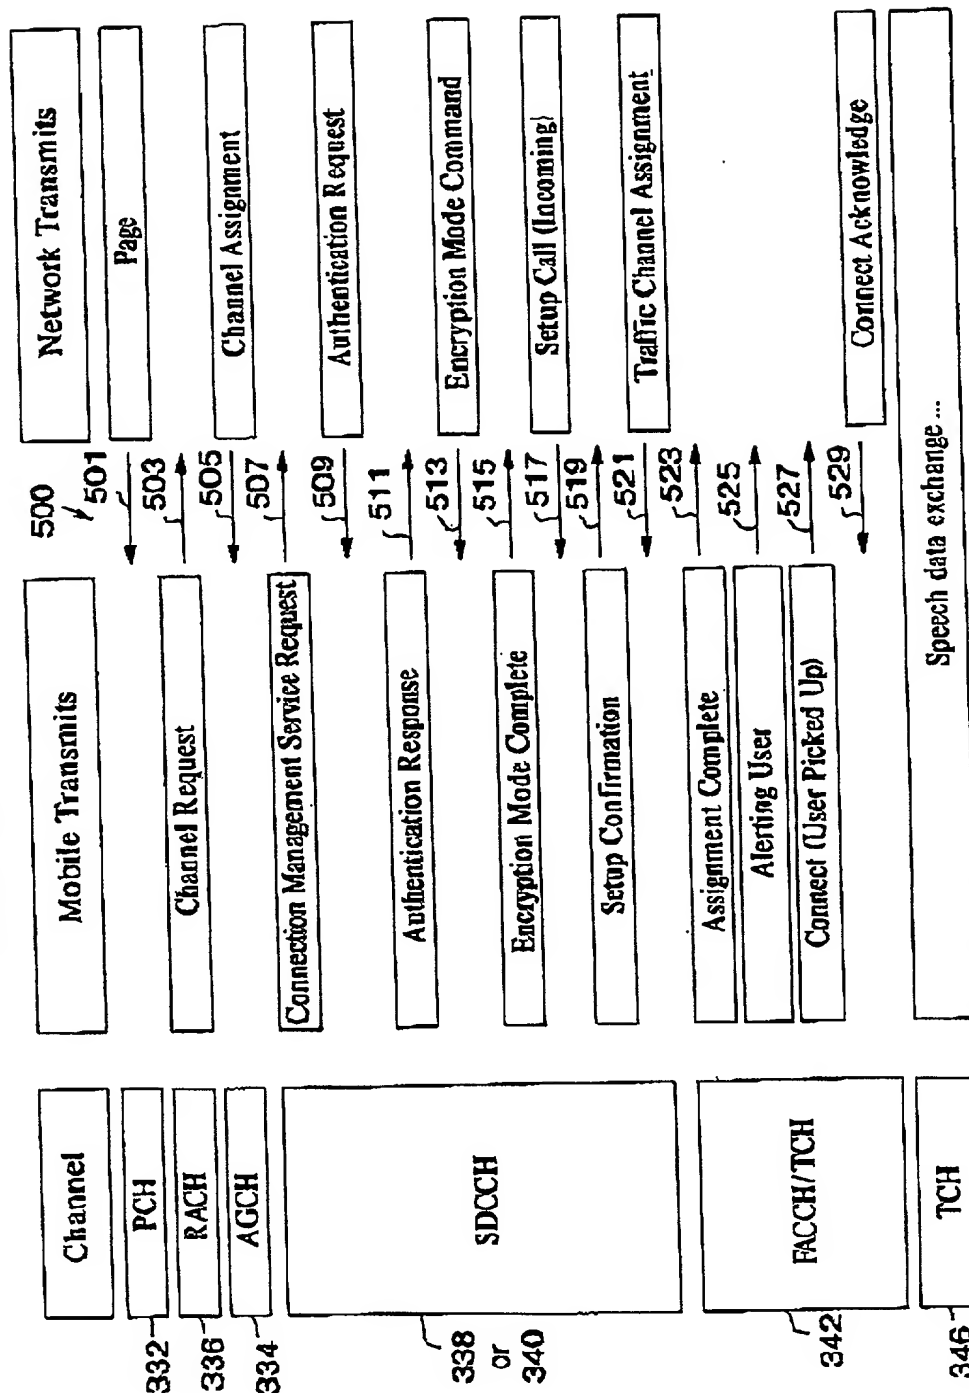 500
Channel
Mobile Transmits
Network Transmits
332
PCH
501
Page
336
RACH
Channel Request
503
334
AGCH
505
Channel Assignment
338
or
340
SDCCH
Connection Management Service Request
507
509
Authentication Request
Authentication Response
511
513
Encryption Mode Command
Encryption Mode Complete
515
517
Setup Call (Incoming)
Setup Confirmation
519
521
Traffic Channel Assignment
342
FACCH/TCH
Assignment Complete
523
Alerting User
525
Connect (User Picked Up)
527
529
Connect Acknowledge
346
TCH
Speech data exchange...